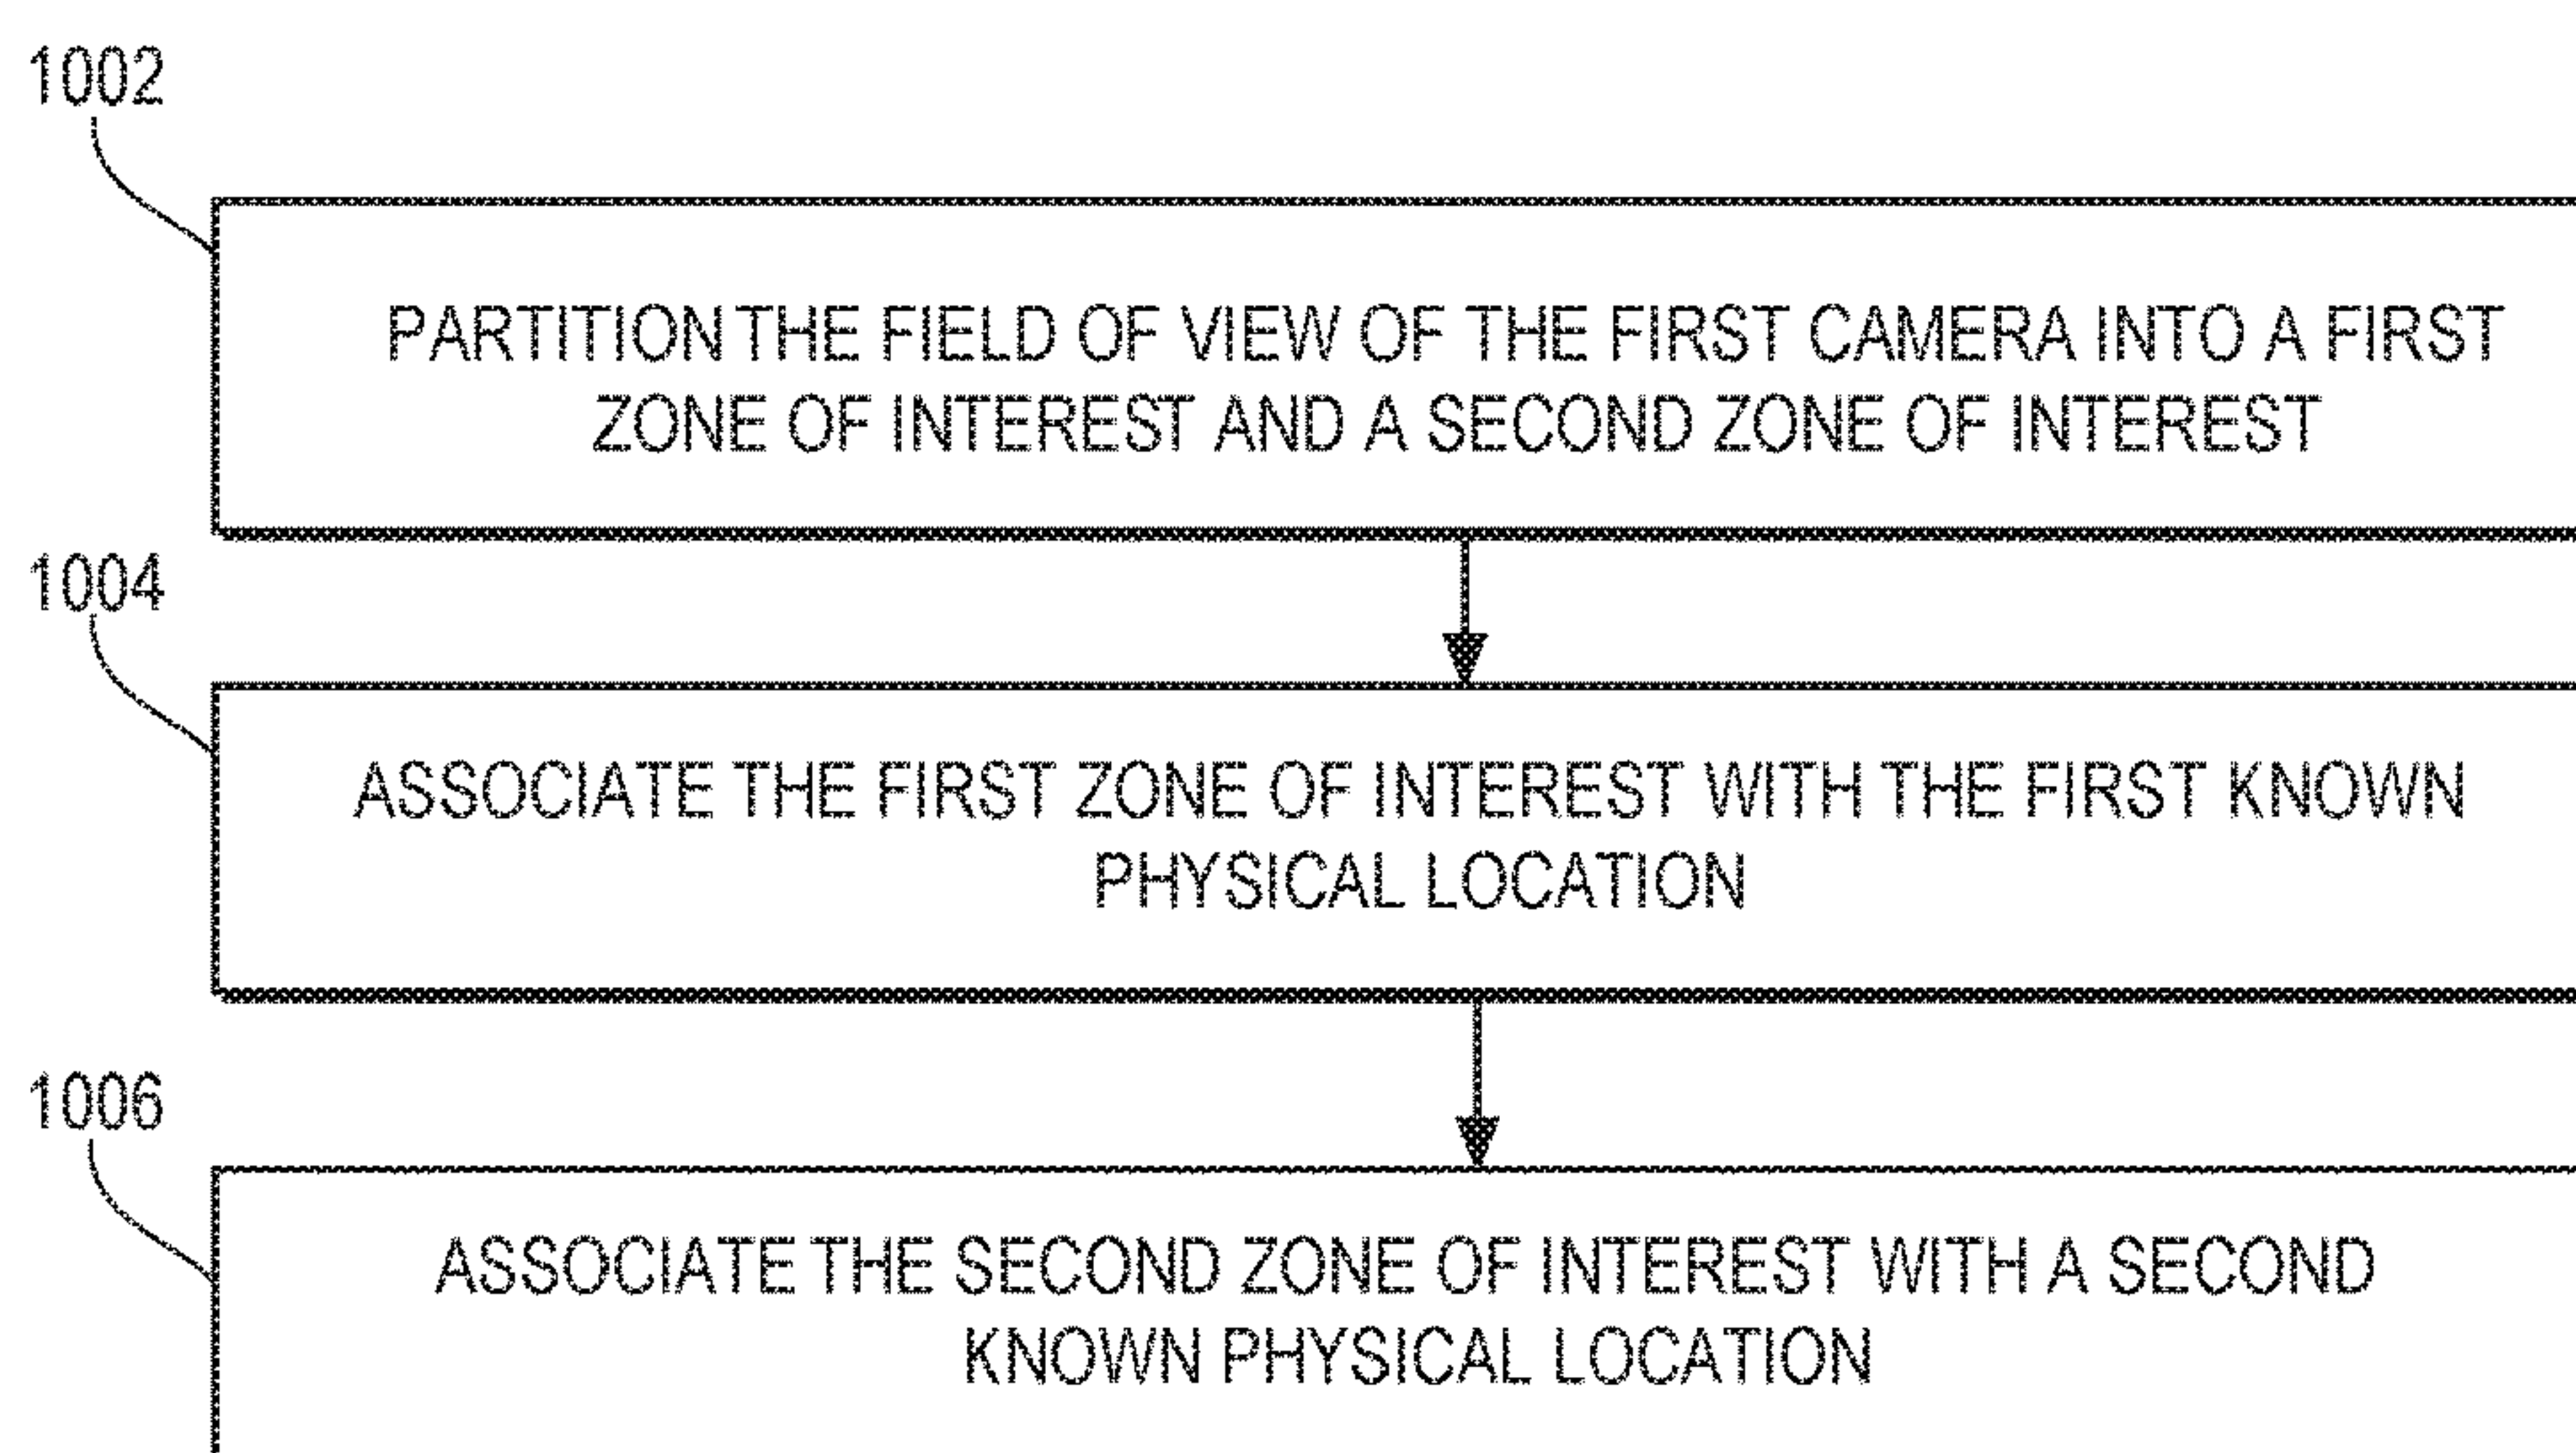 1002
PARTITION THE FIELD OF VIEW OF THE FIRST CAMERA INTO A FIRST
ZONE OF INTEREST AND A SECOND ZONE OF INTEREST
1004
ASSOCIATE THE FIRST ZONE OF INTEREST WITH THE FIRST KNOWN
PHYSICAL LOCATION
1006
ASSOCIATE THE SECOND ZONE OF INTEREST WITH A SECOND
KNOWN PHYSICAL LOCATION